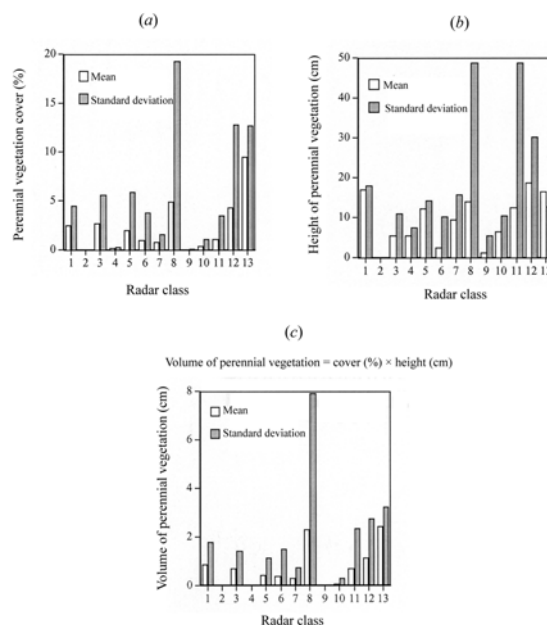 (a)
20
15
10
5
0
Perennial vegetation cover (%)
Mean
Standard deviation
1 2 3 4 5 6 7 8 9 10 11 12 13
Radar class
(b)
50
40
30
20
10
0
Height of perennial vegetation (cm)
Mean
Standard deviation
1 2 3 4 5 6 7 8 9 10 11 12 13
Radar class
(c)
Volume of perennial vegetation = cover (%) × height (cm)
8
6
4
2
0
Volume of perennial vegetation (cm)
Mean
Standard deviation
1 2 3 4 5 6 7 8 9 10 11 12 13
Radar class